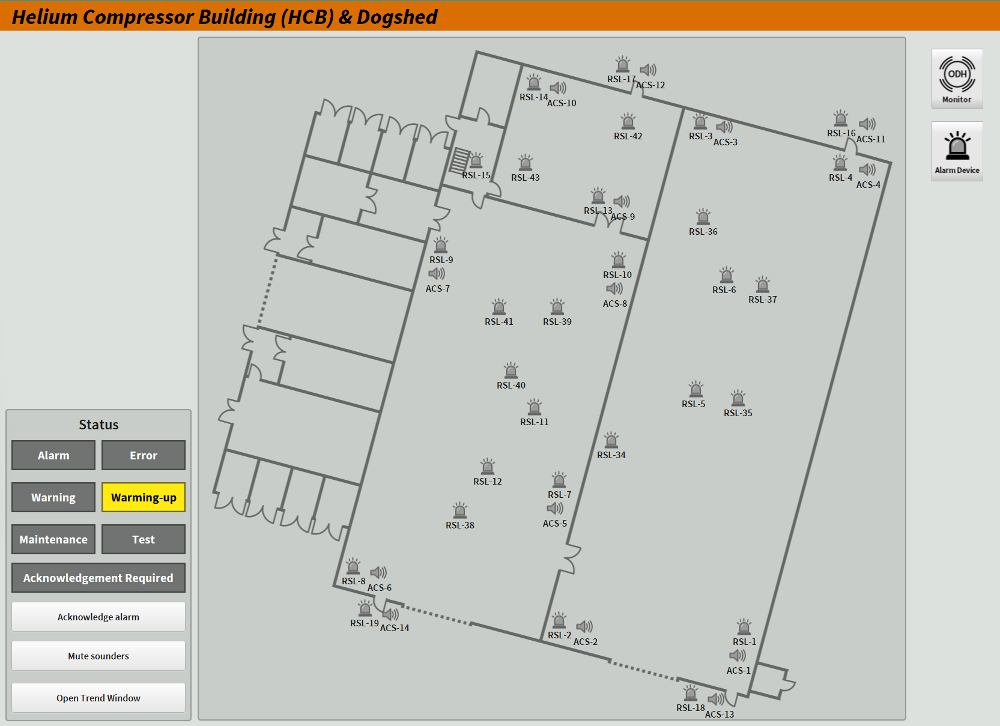 Helium Compressor Building (HCB) & Dogshed
RSL-17
ACS-12
RSL-14
ACS-10
ODH
Monitor
RSL-42
RSL-3
ACS-3
RSL-16
ACS-11
RSL-15
RSL-43
RSL-4
ACS-4
Alarm Device
RSL-13
ACS-9
RSL-36
RSL-9
ACS-7
RSL-10
ACS-8
RSL-6
RSL-37
RSL-41
RSL-39
RSL-40
RSL-11
RSL-5
RSL-35
RSL-34
RSL-12
RSL-7
ACS-5
RSL-38
RSL-8
ACS-6
RSL-19
ACS-14
RSL-2
ACS-2
RSL-1
ACS-1
RSL-18
ACS-13
Status
Alarm
Error
Warning
Warming-up
Maintenance
Test
Acknowledgement Required
Acknowledge alarm
Mute sounders
Open Trend Window